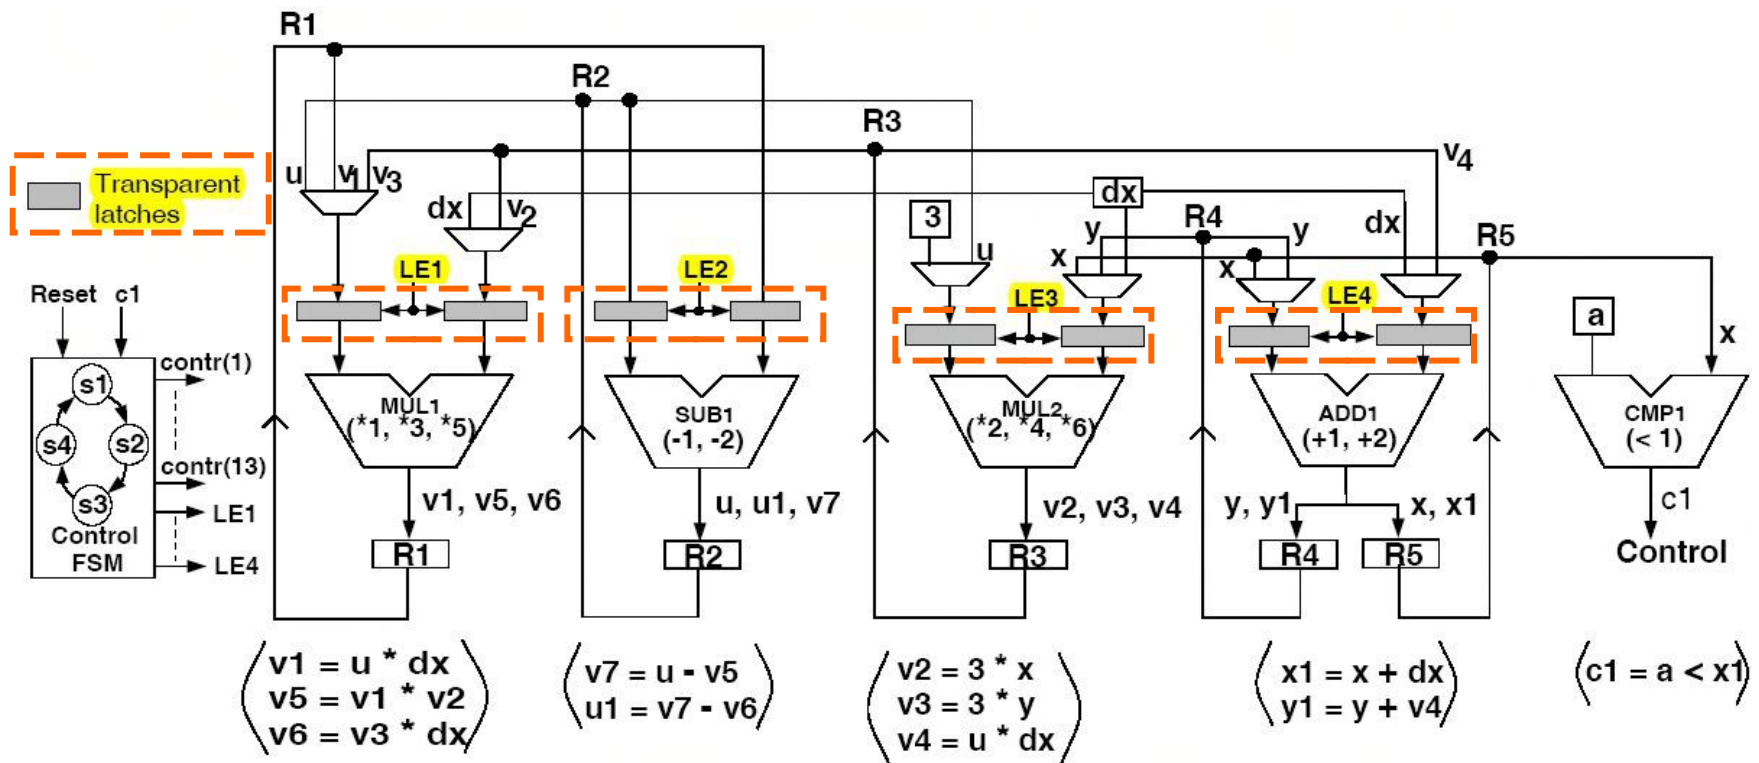 R1
R2
R3
v4
Transparent
latches
u
v1
v3
dx
v2
3
u
dx
y
x
R4
y
x
dx
R5
LE1
LE2
LE3
LE4
Reset
c1
a
x
contr(1)
s1
s4
s2
s3
contr(13)
LE1
LE4
Control
FSM
MUL1
(*1, *3, *5)
SUB1
(-1, -2)
MUL2
(*2, *4, *6)
ADD1
(+1, +2)
CMP1
(< 1)
v1, v5, v6
u, u1, v7
v2, v3, v4
y, y1
x, x1
c1
R1
R2
R3
R4
R5
Control
v1 = u * dx
v5 = v1 * v2
v6 = v3 * dx
v7 = u - v5
u1 = v7 - v6
v2 = 3 * x
v3 = 3 * y
v4 = u * dx
x1 = x + dx
y1 = y + v4
(c1 = a < x1)